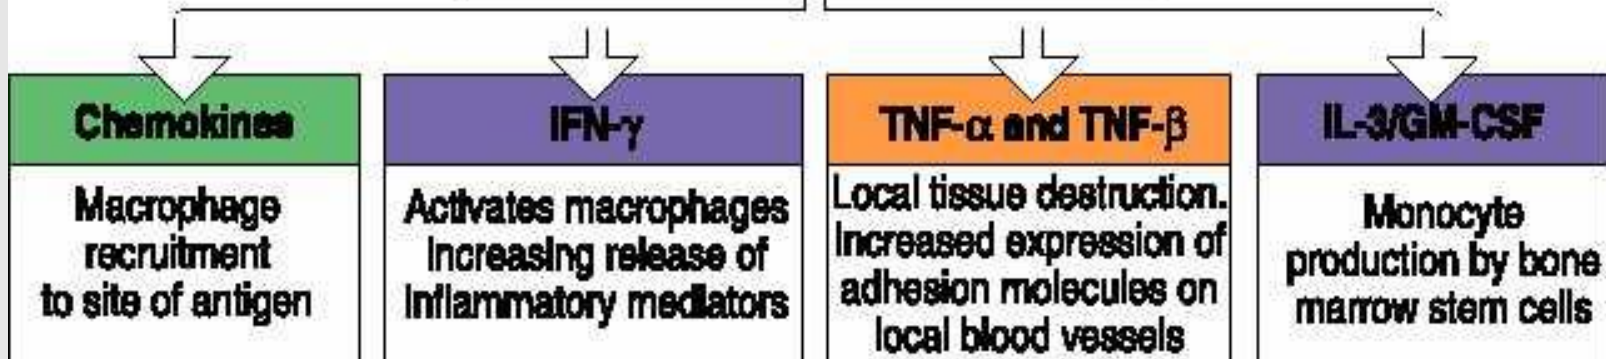 Chemokines
Macrophage
recruitment
to site of antigen
IFN-γ
Activates macrophages
increasing release of
inflammatory mediators
TNF-α and TNF-β
Local tissue destruction.
Increased expression of
adhesion molecules on
local blood vessels
IL-3/GM-CSF
Monocyte
production by bone
marrow stem cells